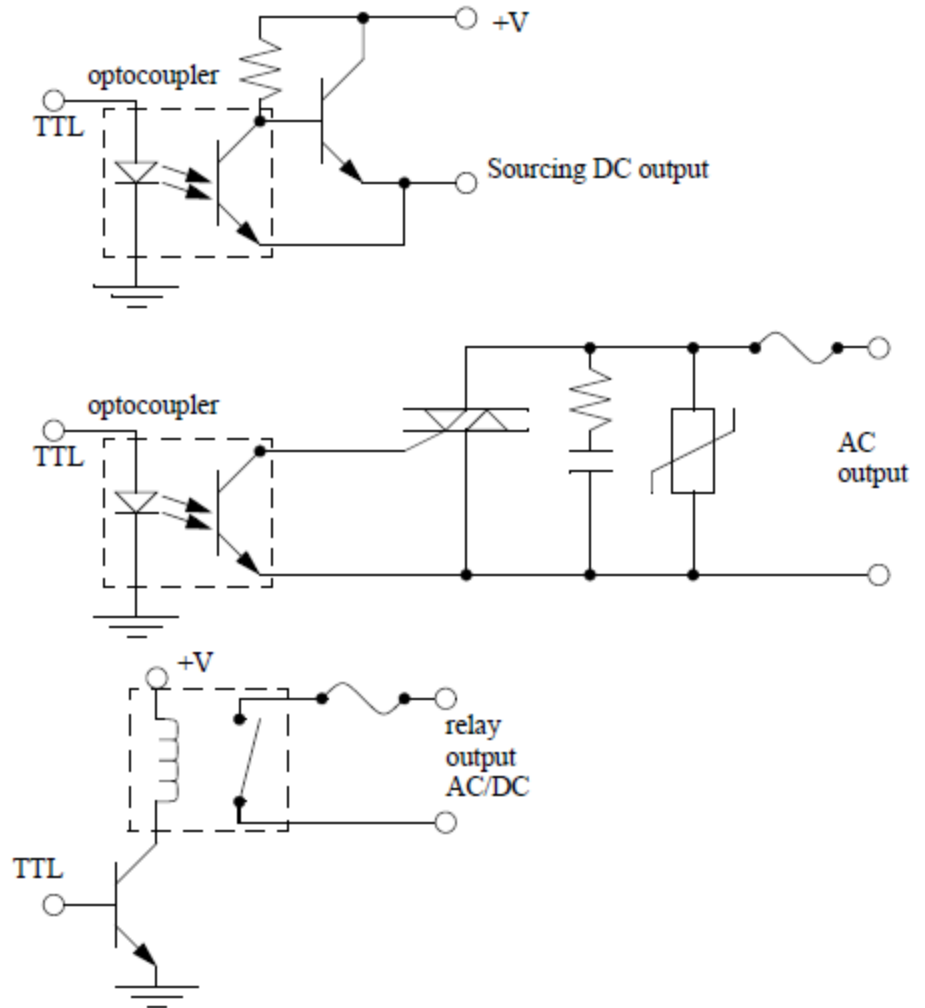 +V
optocoupler
TTL
Sourcing DC output
optocoupler
TTL
AC
output
+V
relay
output
AC/DC
TTL